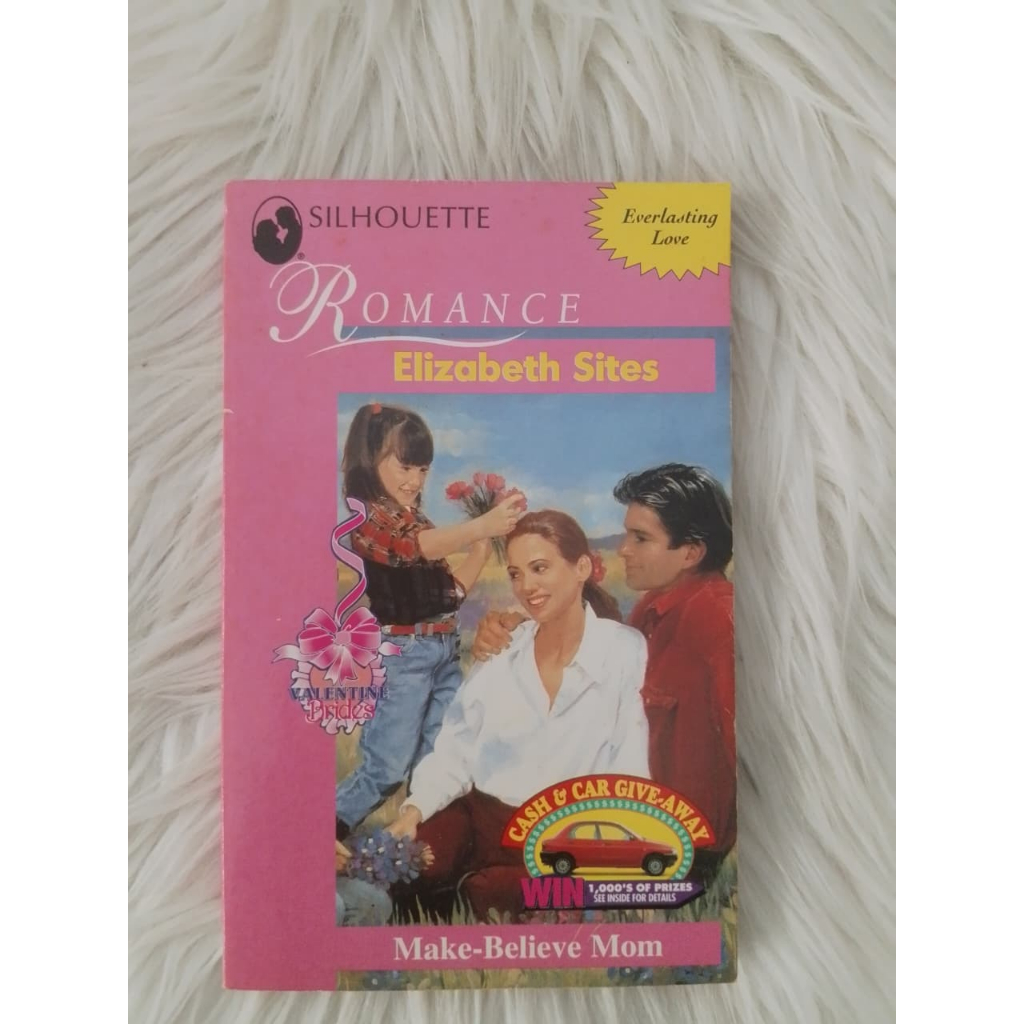 SILHOUETTE
®
Everlasting
Love
ROMANCE
Elizabeth Sites
VALENTINE
Brides
CASH & CAR GIVE-AWAY
WIN 1,000'S OF PRIZES
SEE INSIDE FOR DETAILS
Make-Believe Mom